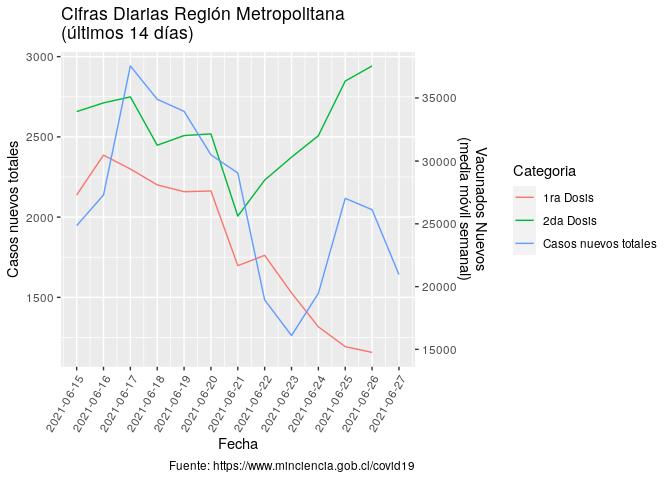 Cifras Diarias Región Metropolitana
(últimos 14 días)
Casos nuevos totales
3000
2500
2000
1500
35000
30000
25000
20000
15000
Vacunados Nuevos
(media móvil semanal)
2021-06-15
2021-06-16
2021-06-17
2021-06-18
2021-06-19
2021-06-20
2021-06-21
2021-06-22
2021-06-23
2021-06-24
2021-06-25
2021-06-26
2021-06-27
Fecha
Categoria
1ra Dosis
2da Dosis
Casos nuevos totales
Fuente: https://www.minciencia.gob.cl/covid19